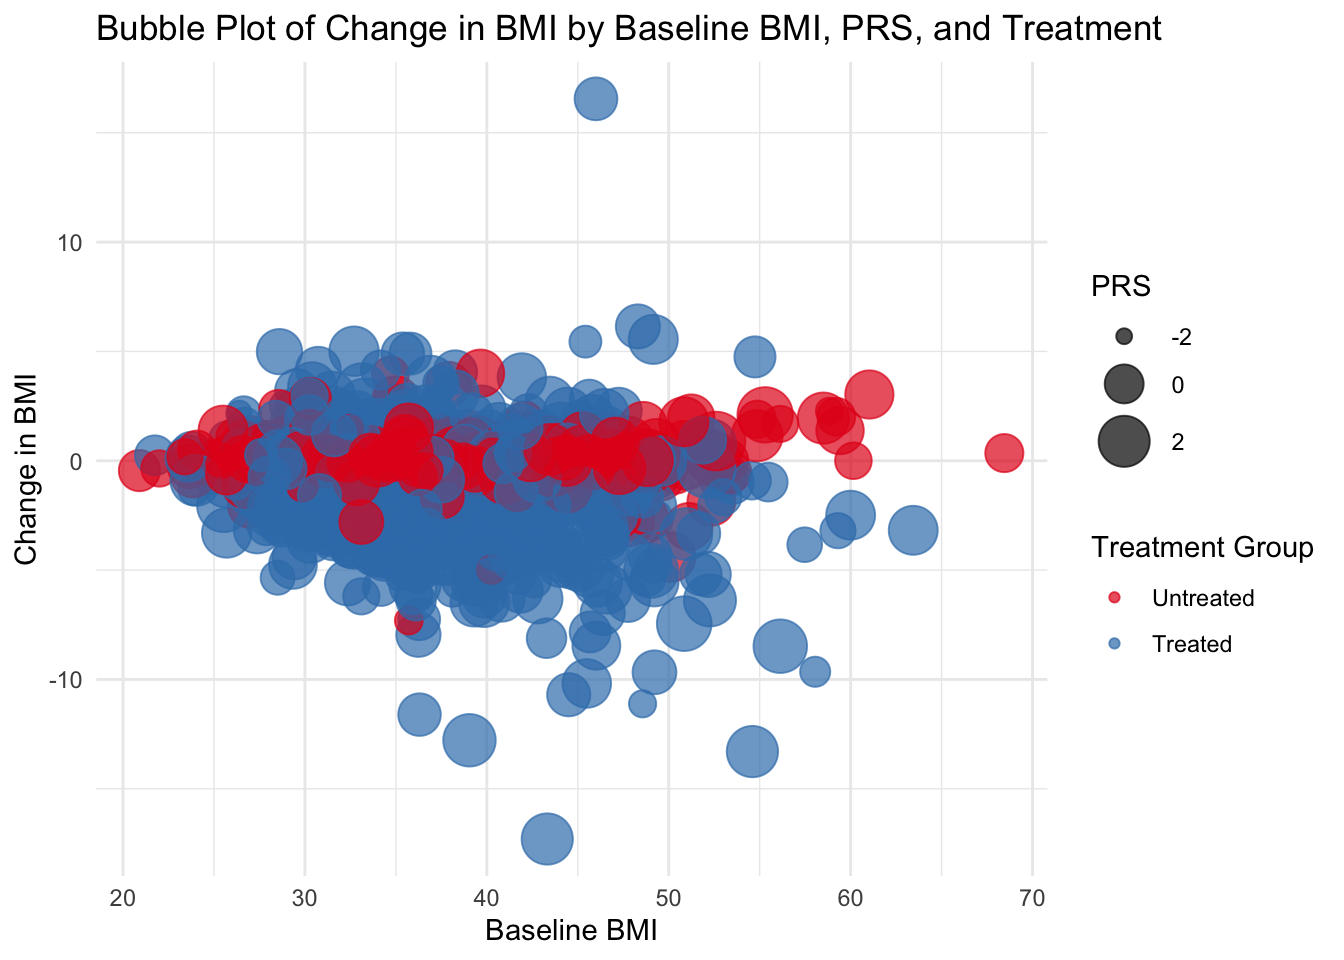 Bubble Plot of Change in BMI by Baseline BMI, PRS, and Treatment
Change in BMI
10
0
-10
20
30
40
50
60
70
Baseline BMI
PRS
-2
0
2
Treatment Group
Untreated
Treated